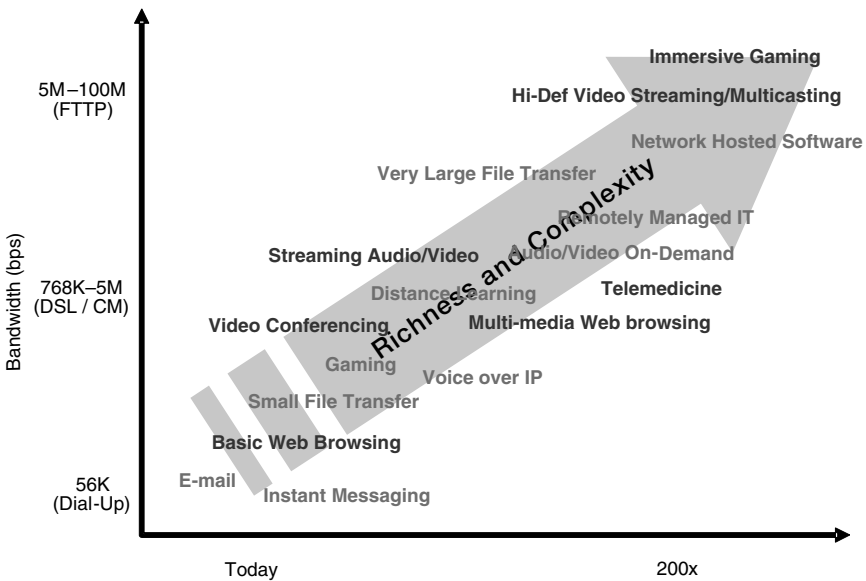 Immersive Gaming
5M–100M
(FTTP)
Hi-Def Video Streaming/Multicasting
Network Hosted Software
Very Large File Transfer
Richness and Complexity
Remotely Managed IT
Streaming Audio/Video
Audio/Video On-Demand
Bandwidth (bps)
768K–5M
(DSL / CM)
Distance Learning
Telemedicine
Video Conferencing
Multi-media Web browsing
Gaming
Voice over IP
Small File Transfer
Basic Web Browsing
56K
(Dial-Up)
E-mail
Instant Messaging
Today
200x